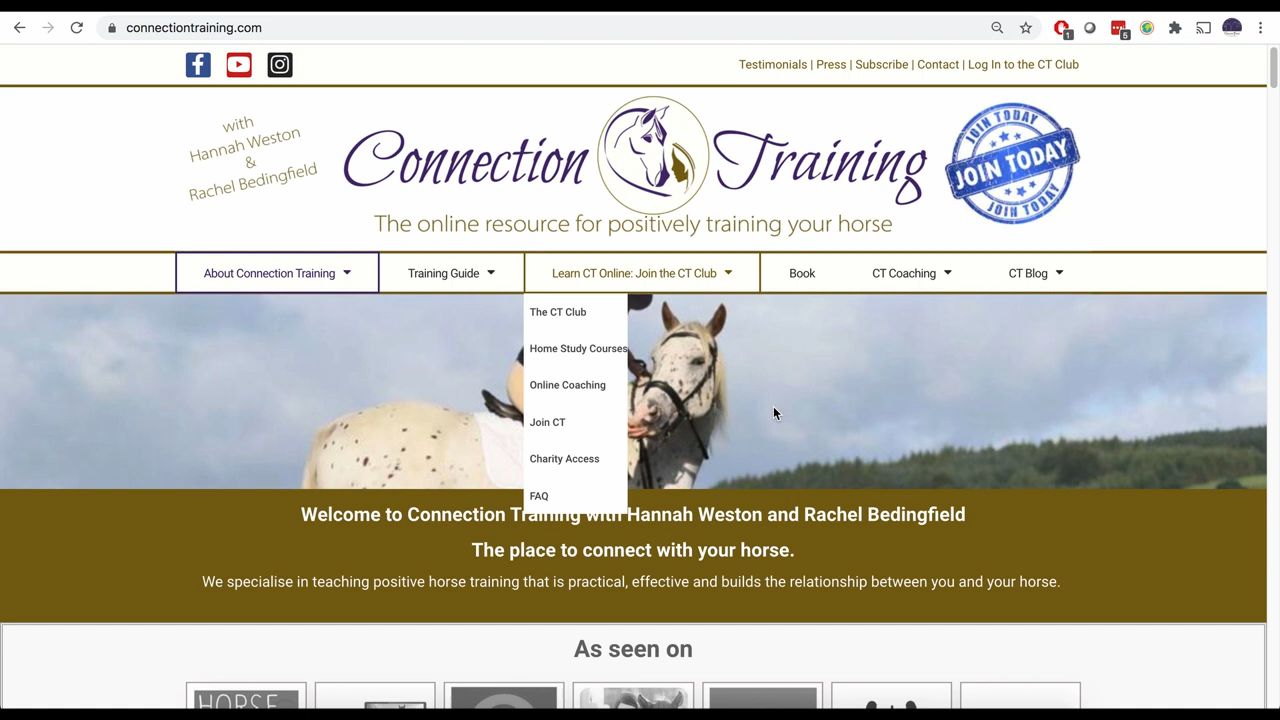 connectiontraining.com
1
5
Testimonials | Press | Subscribe | Contact | Log In to the CT Club
with
Hannah Weston
&
Rachel Bedingfield
Connection Training
The online resource for positively training your horse
JOIN TODAY
JOIN TODAY
JOIN TODAY
About Connection Training
Training Guide
Learn CT Online: Join the CT Club
Book
CT Coaching
CT Blog
The CT Club
Home Study Courses
Online Coaching
Join CT
Charity Access
FAQ
Welcome to Connection Training with Hannah Weston and Rachel Bedingfield
The place to connect with your horse.
We specialise in teaching positive horse training that is practical, effective and builds the relationship between you and your horse.
As seen on
HORSE